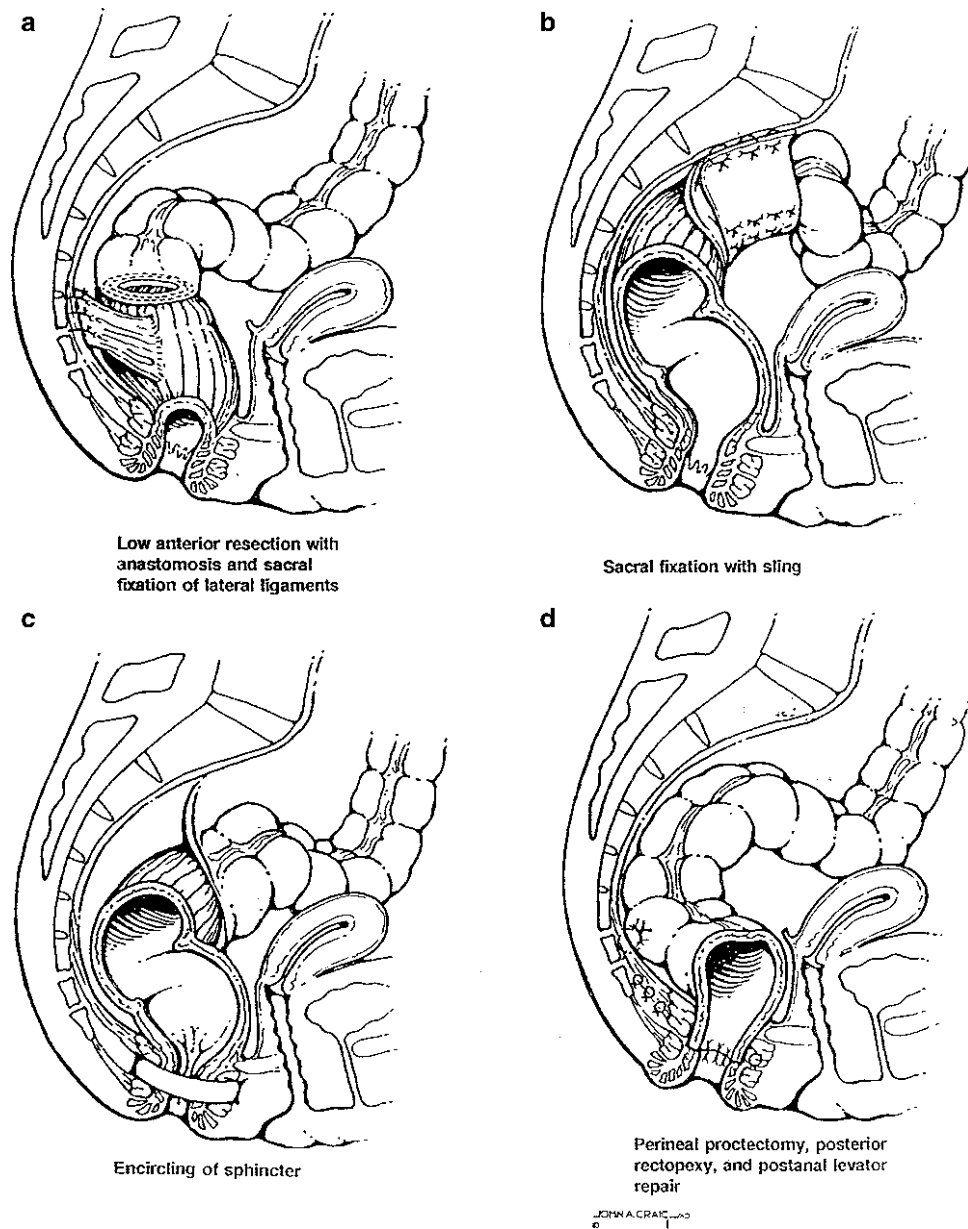 a
b
Low anterior resection with
anastomosis and sacral
fixation of lateral ligaments
Sacral fixation with sling
c
d
Encircling of sphincter
Perineal proctectomy, posterior
rectopexy, and postanal levator
repair
JOHN A. CRAIG